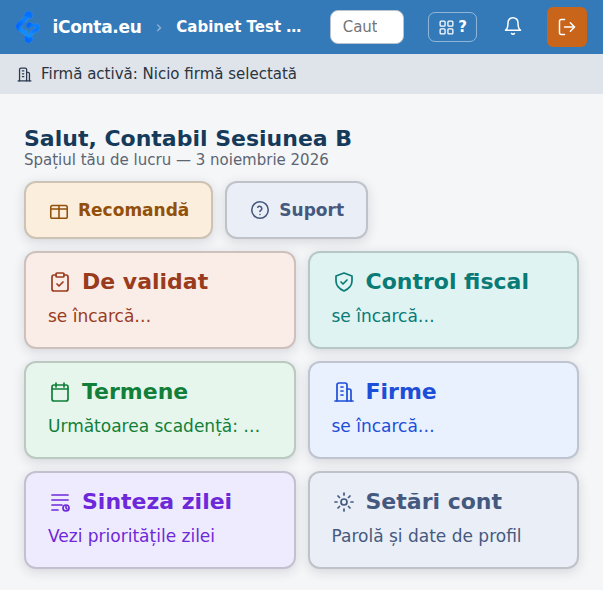 iConta.eu › Cabinet Test … Caut ?
Firmă activă: Nicio firmă selectată
Salut, Contabil Sesiunea B
Spațiul tău de lucru — 3 noiembrie 2026
Recomandă Suport
De validat Control fiscal
se încarcă… se încarcă…
Termene Firme
Următoarea scadență: … se încarcă…
Sinteza zilei Setări cont
Vezi prioritățile zilei Parolă și date de profil